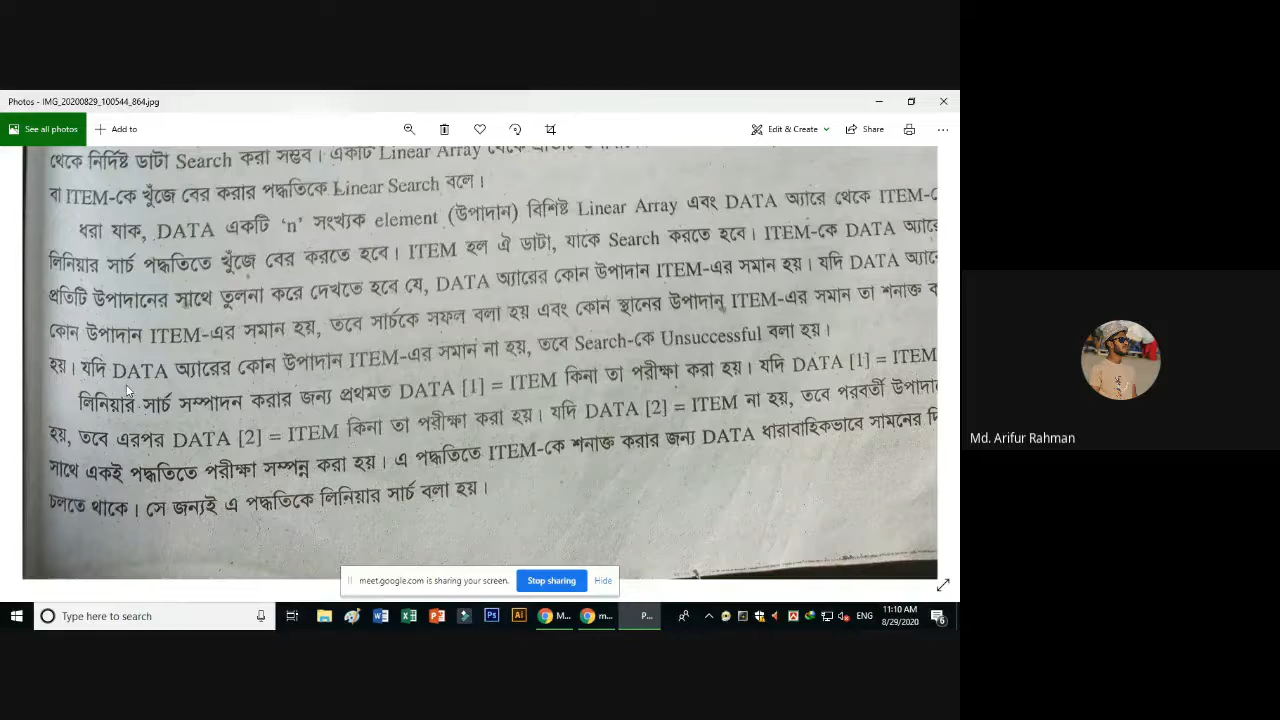 Photos - IMG_20200829_100544_864.jpg
See all photos
Add to
Edit & Create
Share
থেকে নির্দিষ্ট ডাটা Search করা সম্ভব। একটি Linear Array থেকে
বা ITEM-কে খুঁজে বের করার পদ্ধতিকে Linear Search বলে।
ধরা যাক, DATA একটি ‘n’ সংখ্যক element (উপাদান) বিশিষ্ট Linear Array এবং DATA অ্যারে থেকে ITEM-
লিনিয়ার সার্চ পদ্ধতিতে খুঁজে বের করতে হবে। ITEM হল ঐ ডাটা, যাকে Search করতে হবে। ITEM-কে DATA
প্রতিটি উপাদানের সাথে তুলনা করে দেখতে হবে যে, DATA অ্যারের কোন উপাদান ITEM-এর সমান হয়। যদি DATA
কোন উপাদান ITEM-এর সমান হয়, তবে সার্চকে সফল বলা হয় এবং কোন স্থানের উপাদান ITEM-এর সমান তা শনাক্ত
হয়। যদি DATA অ্যারের কোন উপাদান ITEM-এর সমান না হয়, তবে Search-কে Unsuccessful বলা হয়।
লিনিয়ার সার্চ সম্পাদন করার জন্য প্রথমত DATA [1] = ITEM কিনা তা পরীক্ষা করা হয়। যদি DATA [1] = ITEM
হয়, তবে এরপর DATA [2] = ITEM কিনা তা পরীক্ষা করা হয়। যদি DATA [2] = ITEM না হয়, তবে পরবর্তী
সাথে একই পদ্ধতিতে পরীক্ষা সম্পন্ন করা হয়। এ পদ্ধতিতে ITEM-কে শনাক্ত করার জন্য DATA ধারাবাহিকভাবে সামনের
চলতে থাকে। সে জন্যই এ পদ্ধতিকে লিনিয়ার সার্চ বলা হয়।
Md. Arifur Rahman
meet.google.com is sharing your screen.
Stop sharing
Hide
Type here to search
M...
m...
P...
ENG
11:10 AM
8/29/2020
6